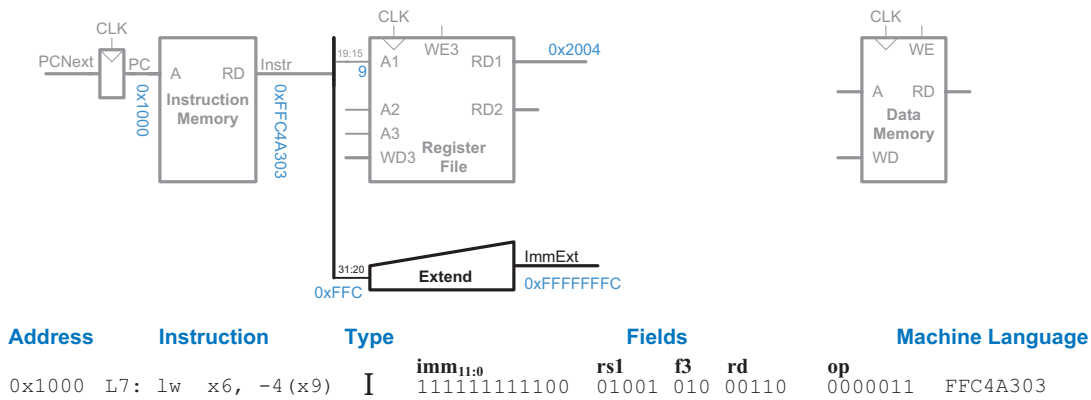 CLK CLK CLK
PCNext PC A RD Instr 19:15 A1 WE3 RD1 0x2004 WE
9
Instruction Memory A2 RD2 A RD
0x1000 0xFFC4A303 A3 Data Memory
WD3 Register File WD
31:20 Extend ImmExt
0xFFC 0xFFFFFFFC
Address Instruction Type Fields Machine Language
imm11:0 rs1 f3 rd op
0x1000 L7: lw x6, -4(x9) I 111111111100 01001 010 00110 0000011 FFC4A303